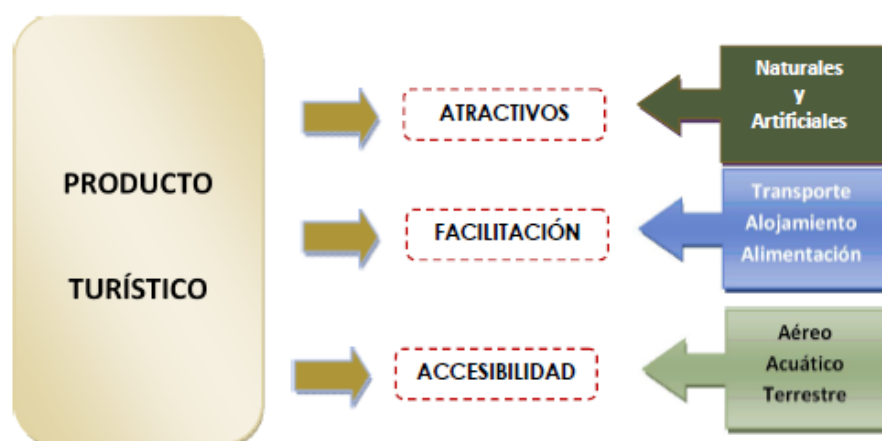 PRODUCTO
TURÍSTICO
ATRACTIVOS
Naturales
y
Artificiales
FACILITACIÓN
Transporte
Alojamiento
Alimentación
ACCESIBILIDAD
Aéreo
Acuático
Terrestre